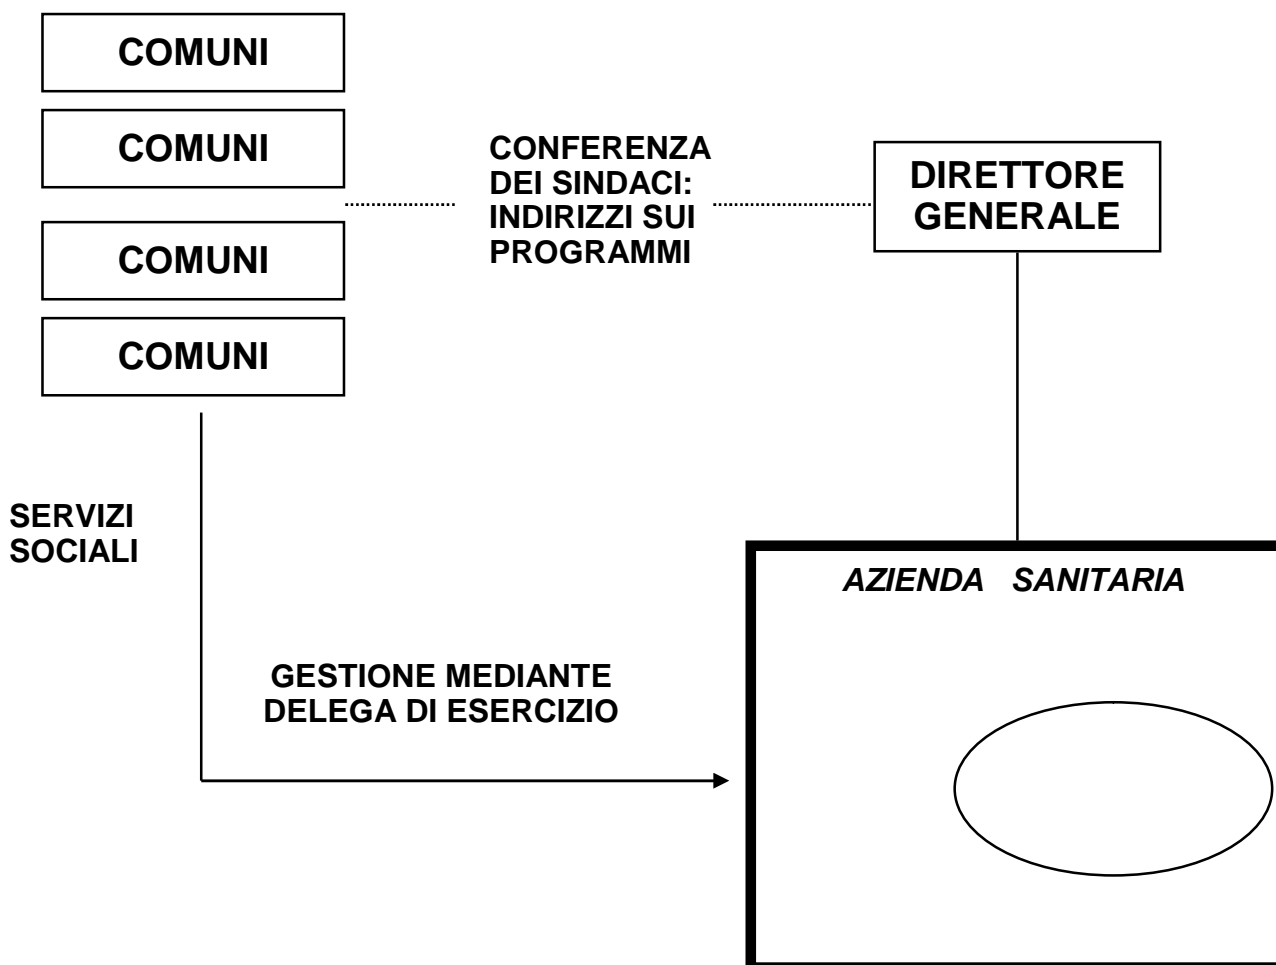 COMUNI
COMUNI
COMUNI
COMUNI
CONFERENZA
DEI SINDACI:
INDIRIZZI SUI
PROGRAMMI
DIRETTORE
GENERALE
SERVIZI
SOCIALI
GESTIONE MEDIANTE
DELEGA DI ESERCIZIO
AZIENDA SANITARIA